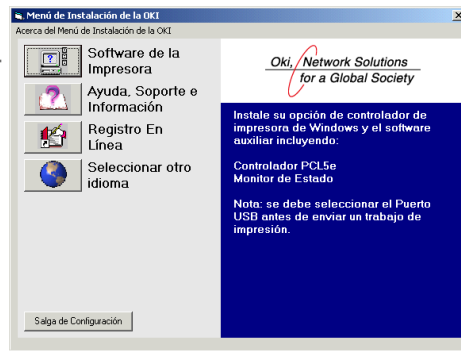 Menú de Instalación de la OKI
Acerca del Menú de Instalación de la OKI
Software de la
Impresora
Ayuda, Soporte e
Información
Registro En
Línea
Seleccionar otro
idioma
Salga de Configuración
Oki, Network Solutions
for a Global Society
Instale su opción de controlador de
impresora de Windows y el software
auxiliar incluyendo:
Controlador PCL5e
Monitor de Estado
Nota: se debe seleccionar el Puerto
USB antes de enviar un trabajo de
impresión.